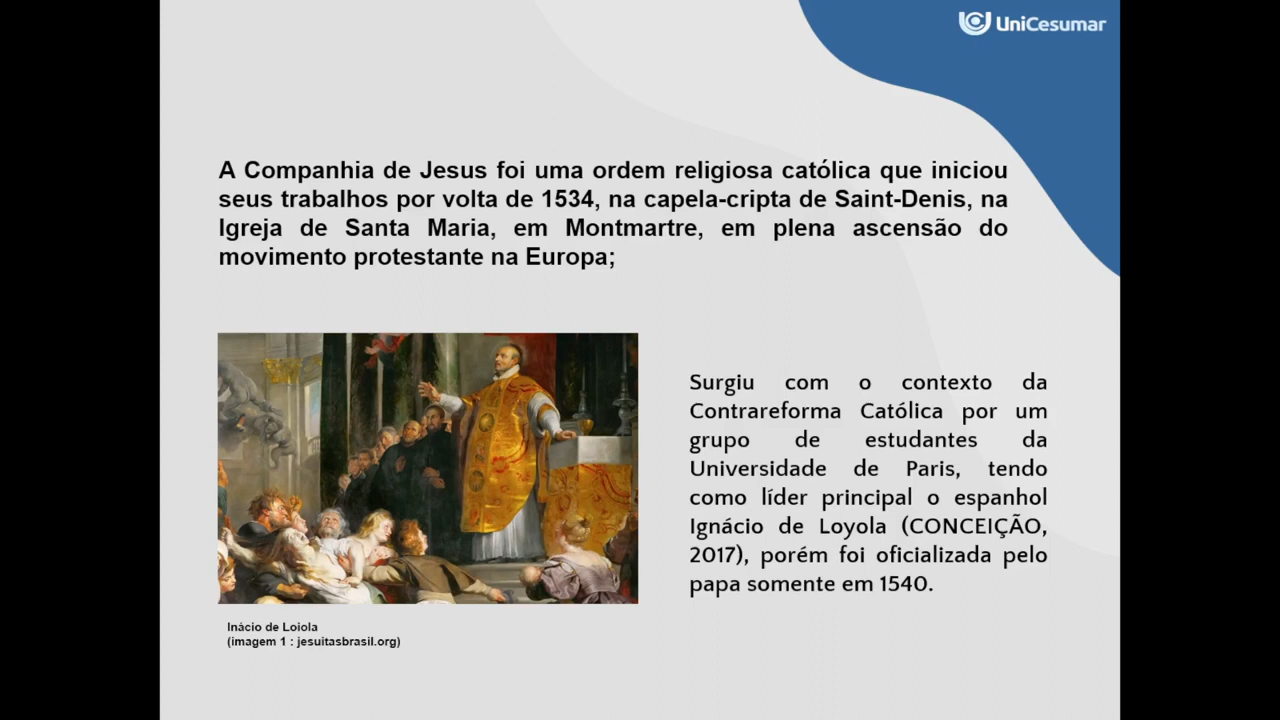 UniCesumar
A Companhia de Jesus foi uma ordem religiosa católica que iniciou
seus trabalhos por volta de 1534, na capela-cripta de Saint-Denis, na
Igreja de Santa Maria, em Montmartre, em plena ascensão do
movimento protestante na Europa;
Surgiu com o contexto da
Contrareforma Católica por um
grupo de estudantes da
Universidade de Paris, tendo
como líder principal o espanhol
Ignácio de Loyola (CONCEIÇÃO,
2017), porém foi oficializada pelo
papa somente em 1540.
Inácio de Loiola
(imagem 1 : jesuitasbrasil.org)